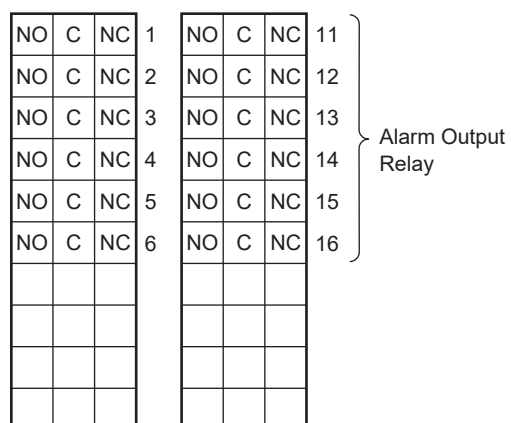 NO C NC 1 NO C NC 11
NO C NC 2 NO C NC 12
NO C NC 3 NO C NC 13
NO C NC 4 NO C NC 14
NO C NC 5 NO C NC 15
NO C NC 6 NO C NC 16
Alarm Output
Relay